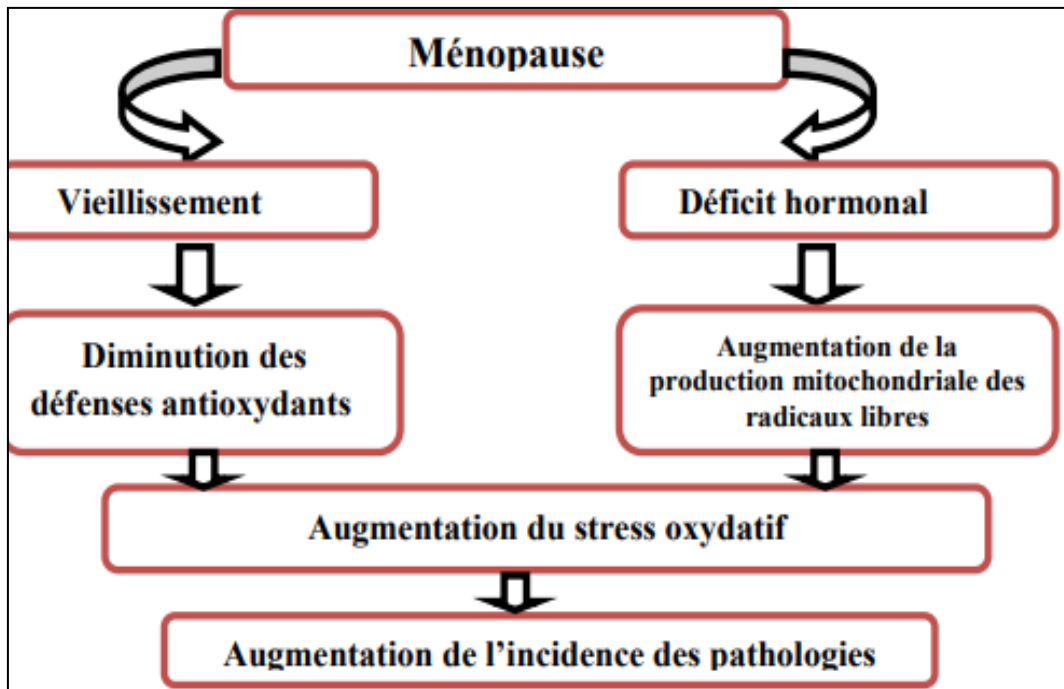 Ménopause
Vieillissement
Déficit hormonal
Diminution des
défenses antioxydants
Augmentation de la
production mitochondriale des
radicaux libres
Augmentation du stress oxydatif
Augmentation de l’incidence des pathologies